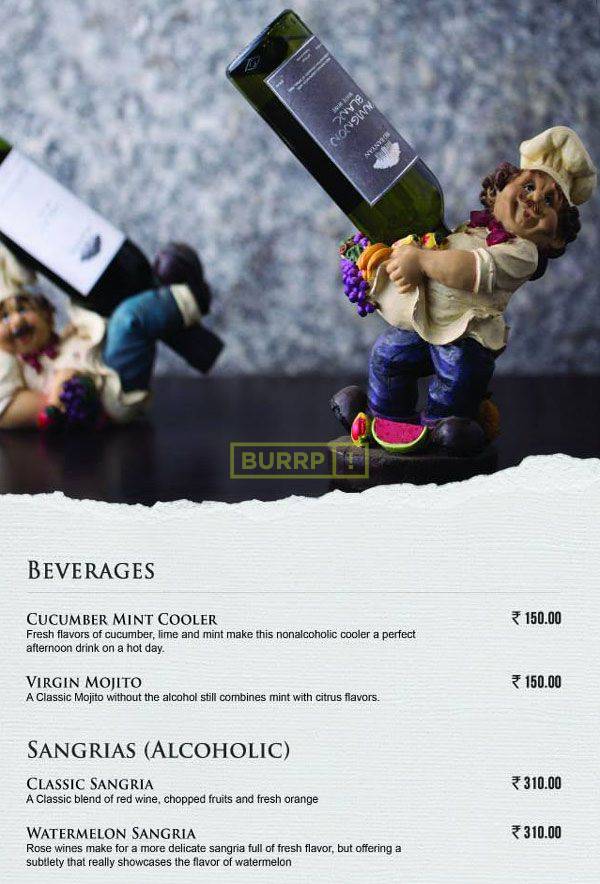 SAUVIGNON
BLANC
BURRP!
BEVERAGES
CUCUMBER MINT COOLER ₹ 150.00
Fresh flavors of cucumber, lime and mint make this nonalcoholic cooler a perfect
afternoon drink on a hot day.
VIRGIN MOJITO ₹ 150.00
A Classic Mojito without the alcohol still combines mint with citrus flavors.
SANGRIAS (ALCOHOLIC)
CLASSIC SANGRIA ₹ 310.00
A Classic blend of red wine, chopped fruits and fresh orange
WATERMELON SANGRIA ₹ 310.00
Rose wines make for a more delicate sangria full of fresh flavor, but offering a
subtlety that really showcases the flavor of watermelon